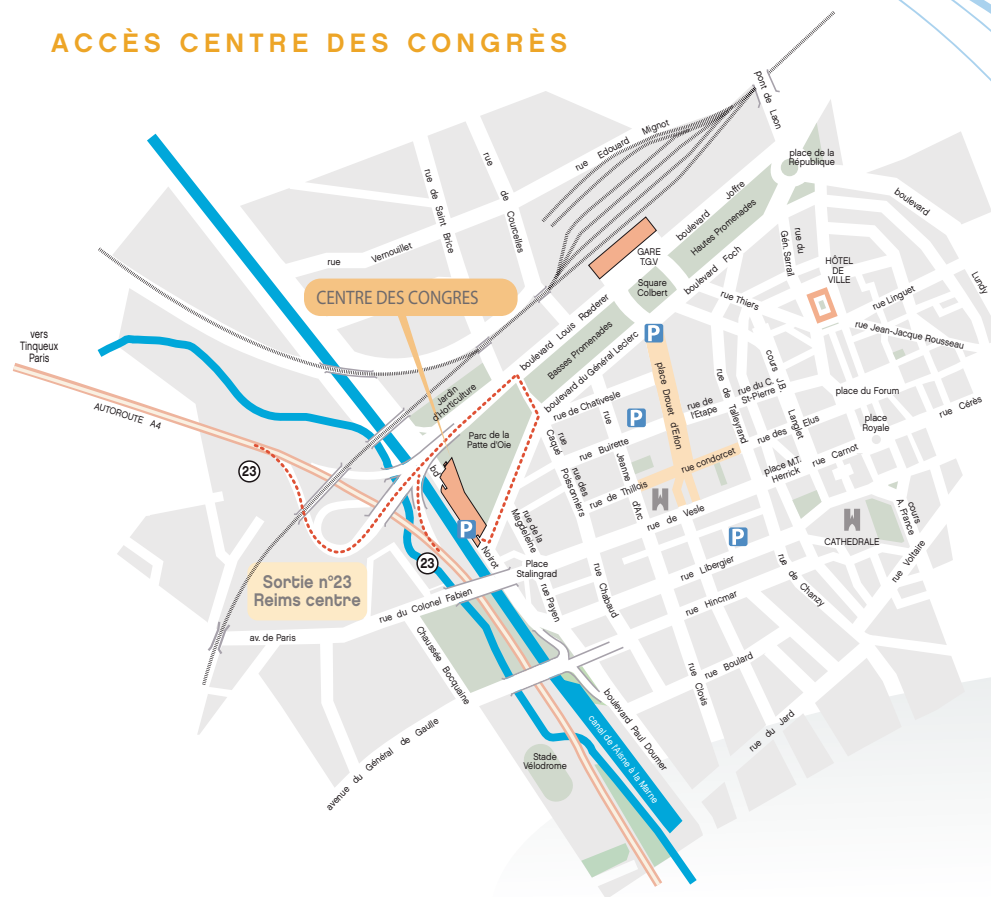 ACCÈS CENTRE DES CONGRÈS
pont de Laon
rue Edouard Mignot
place de la
République
rue de Saint Brice
rue de Courcelles
boulevard Joffre
Hautes Promenades
boulevard
rue Vernouillet
GARE
T.G.V
boulevard Foch
rue du
Gén. Sarrail
HÔTEL
DE
VILLE
Lundy
CENTRE DES CONGRES
Square
Colbert
rue Thiers
rue Linguet
boulevard Louis Rœderer
Basses Promenades
boulevard du Général Leclerc
P
rue Jean-Jacque Rousseau
vers
Tinqueux
Paris
AUTOROUTE A4
Jardin
d'Horticulture
place Drouet d'Erlon
rue de Talleyrand
cours J.B. Langlet
rue du C.
St-Pierre
place du Forum
rue de Chativesle
P
rue de
l'Etape
place
Royale
rue Cérès
Parc de la
Patte d'Oie
rue Caqué
rue Buirette
rue Jeanne d'Arc
rue des Elus
rue Carnot
23
bd
rue des
Poissonniers
rue condorcet
place M.T.
Herrick
rue de Thillois
rue de Vesle
cours
A. France
P
Noirot
rue de la
Magdeleine
P
CATHEDRALE
rue Voltaire
23
Place
Stalingrad
rue Libergier
rue de Chanzy
Sortie n°23
Reims centre
rue du Colonel Fabien
rue Payen
rue Chabaud
rue Hincmar
av. de Paris
Chaussée Bocquaine
rue Clovis
rue Boulard
avenue du Général de Gaulle
boulevard Paul Doumer
rue du Jard
canal de l'Aisne à la Marne
Stade
Vélodrome